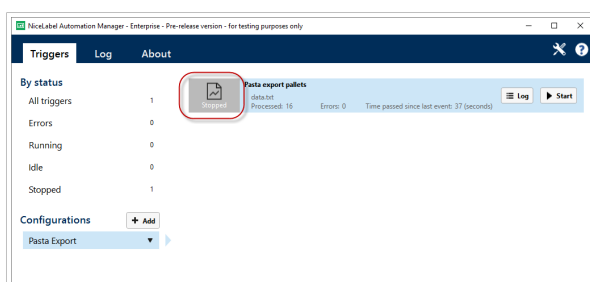 NiceLabel Automation Manager - Enterprise - Pre-release version - for testing purposes only
Triggers Log About
By status
All triggers 1
Errors 0
Running 0
Idle 0
Stopped 1
Configurations + Add
Pasta Export
Pasta export pallets
data.txt
Stopped Processed: 16 Errors: 0 Time passed since last event: 37 (seconds)
Log Start